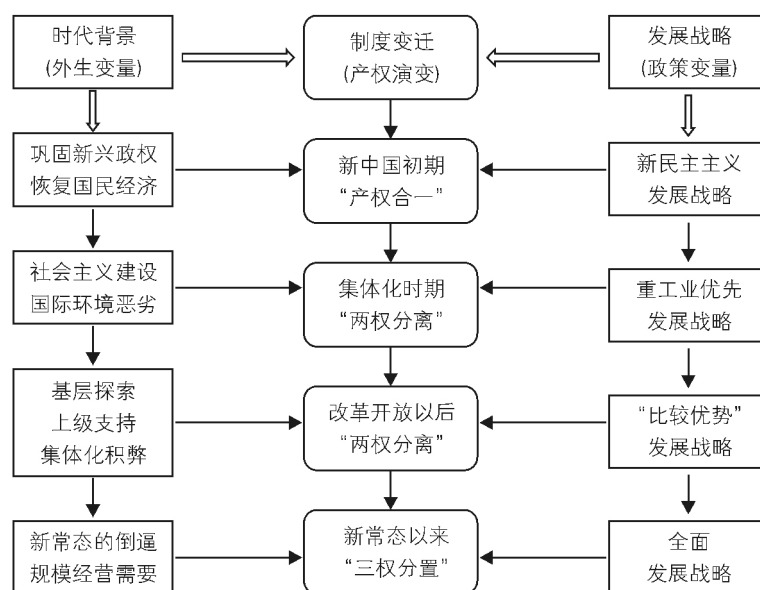 时代背景
(外生变量)
制度变迁
(产权演变)
发展战略
(政策变量)
巩固新兴政权
恢复国民经济
新中国初期
“产权合一”
新民主主义
发展战略
社会主义建设
国际环境恶劣
集体化时期
“两权分离”
重工业优先
发展战略
基层探索
上级支持
集体化积弊
改革开放以后
“两权分离”
“比较优势”
发展战略
新常态的倒逼
规模经营需要
新常态以来
“三权分置”
全面
发展战略